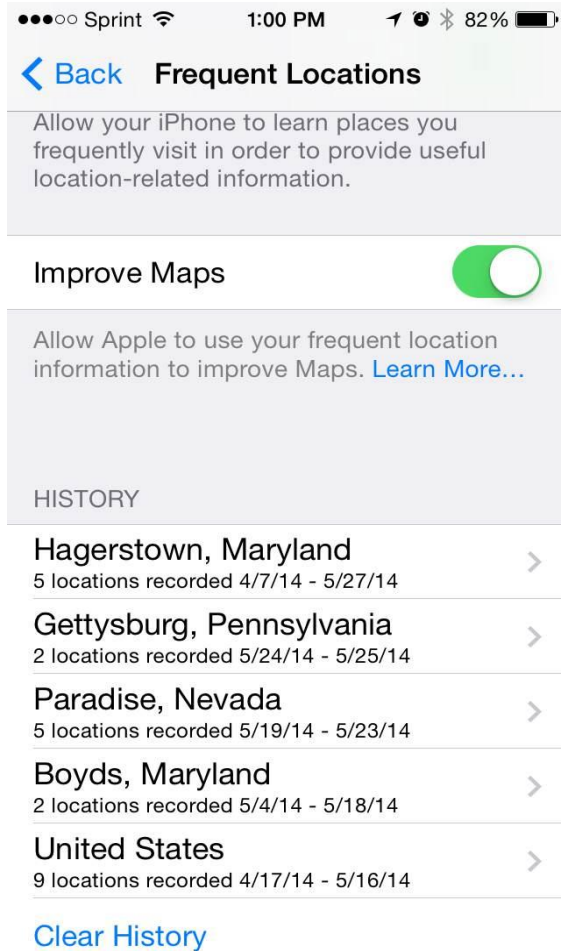 Sprint 1:00 PM 82%
Back Frequent Locations
Allow your iPhone to learn places you
frequently visit in order to provide useful
location-related information.
Improve Maps
Allow Apple to use your frequent location
information to improve Maps. Learn More...
HISTORY
Hagerstown, Maryland
5 locations recorded 4/7/14 - 5/27/14
Gettysburg, Pennsylvania
2 locations recorded 5/24/14 - 5/25/14
Paradise, Nevada
5 locations recorded 5/19/14 - 5/23/14
Boyds, Maryland
2 locations recorded 5/4/14 - 5/18/14
United States
9 locations recorded 4/17/14 - 5/16/14
Clear History